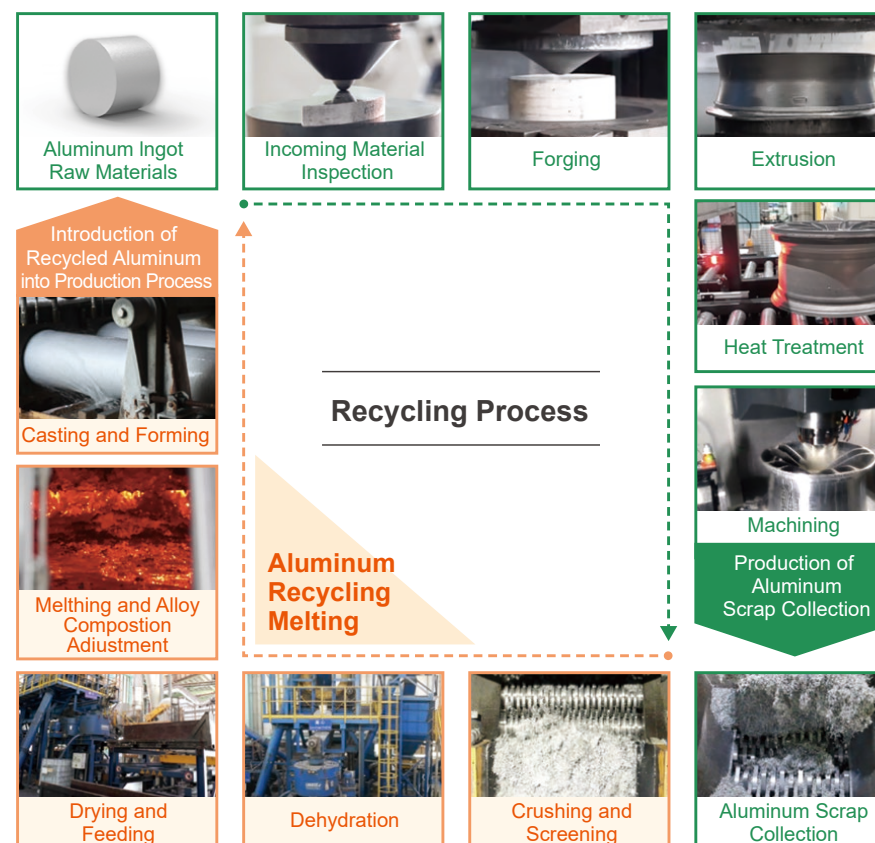 Aluminum Ingot
Raw Materials
Incoming Material
Inspection
Forging
Extrusion
Introduction of
Recycled Aluminum
into Production Process
Casting and Forming
Heat Treatment
Recycling Process
Machining
Production of
Aluminum
Scrap Collection
Aluminum
Recycling
Melting
Melthing and Alloy
Compostion
Adiustment
Drying and
Feeding
Dehydration
Crushing and
Screening
Aluminum Scrap
Collection